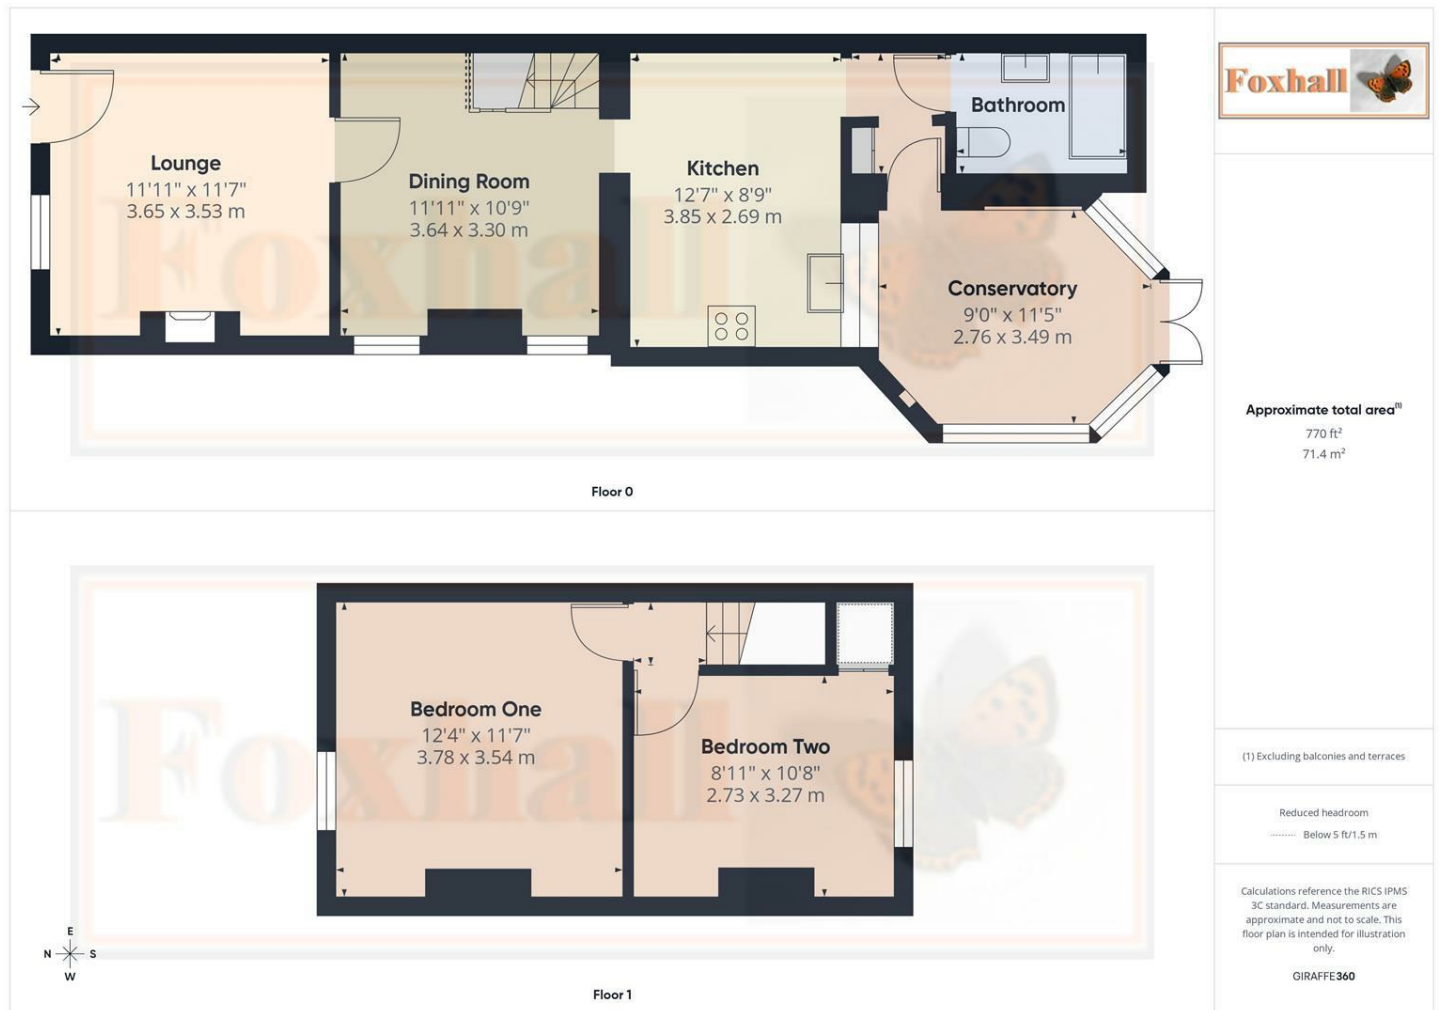 Lounge
11'11" x 11'7"
3.65 x 3.53 m
Dining Room
11'11" x 10'9"
3.64 x 3.30 m
Kitchen
12'7" x 8'9"
3.85 x 2.69 m
Bathroom
Conservatory
9'0" x 11'5"
2.76 x 3.49 m
Foxhall
Floor 0
Bedroom One
12'4" x 11'7"
3.78 x 3.54 m
Bedroom Two
8'11" x 10'8"
2.73 x 3.27 m
Foxhall
E
N S
W
Floor 1
Foxhall
Approximate total area(1)
770 ft²
71.4 m²
(1) Excluding balconies and terraces
Reduced headroom
Below 5 ft/1.5 m
Calculations reference the RICS IPMS
3C standard. Measurements are
approximate and not to scale. This
floor plan is intended for illustration
only.
GIRAFFE360